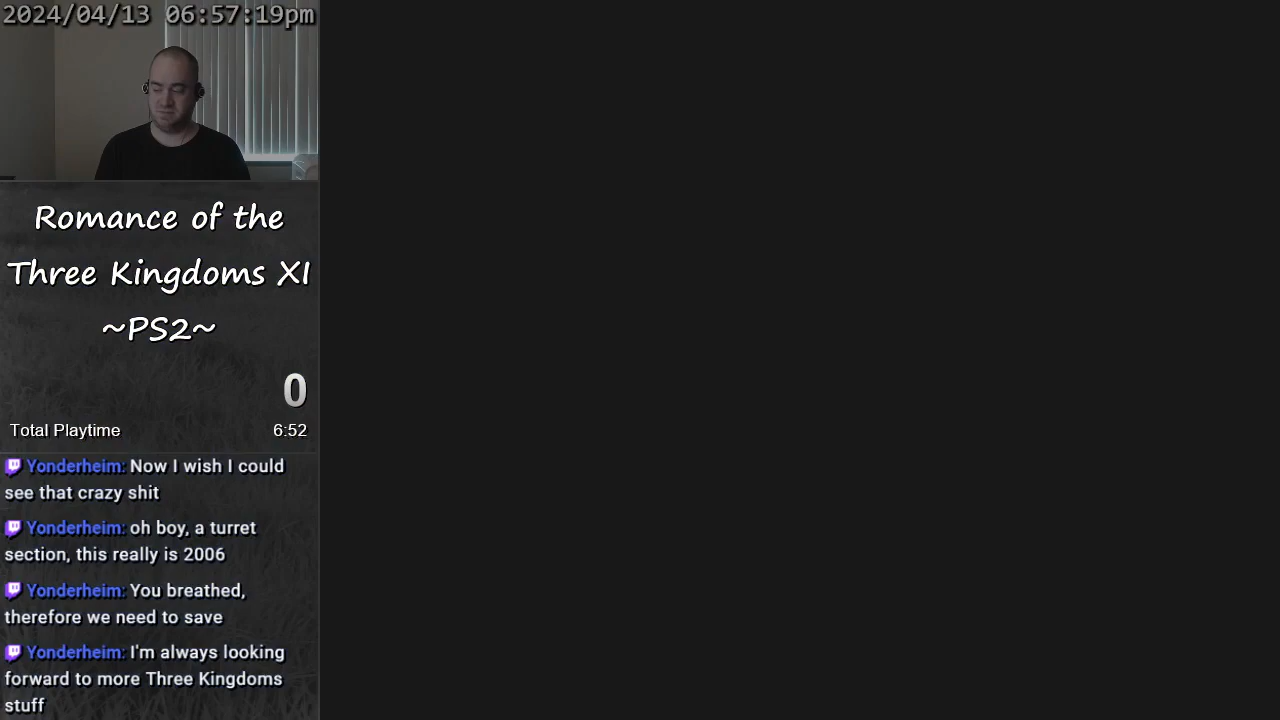 2024/04/13 06:57:19pm
Romance of the
Three Kingdoms XI
~PS2~
0
Total Playtime 6:52
Yonderheim: Now I wish I could
see that crazy shit
Yonderheim: oh boy, a turret
section, this really is 2006
Yonderheim: You breathed,
therefore we need to save
Yonderheim: I'm always looking
forward to more Three Kingdoms
stuff